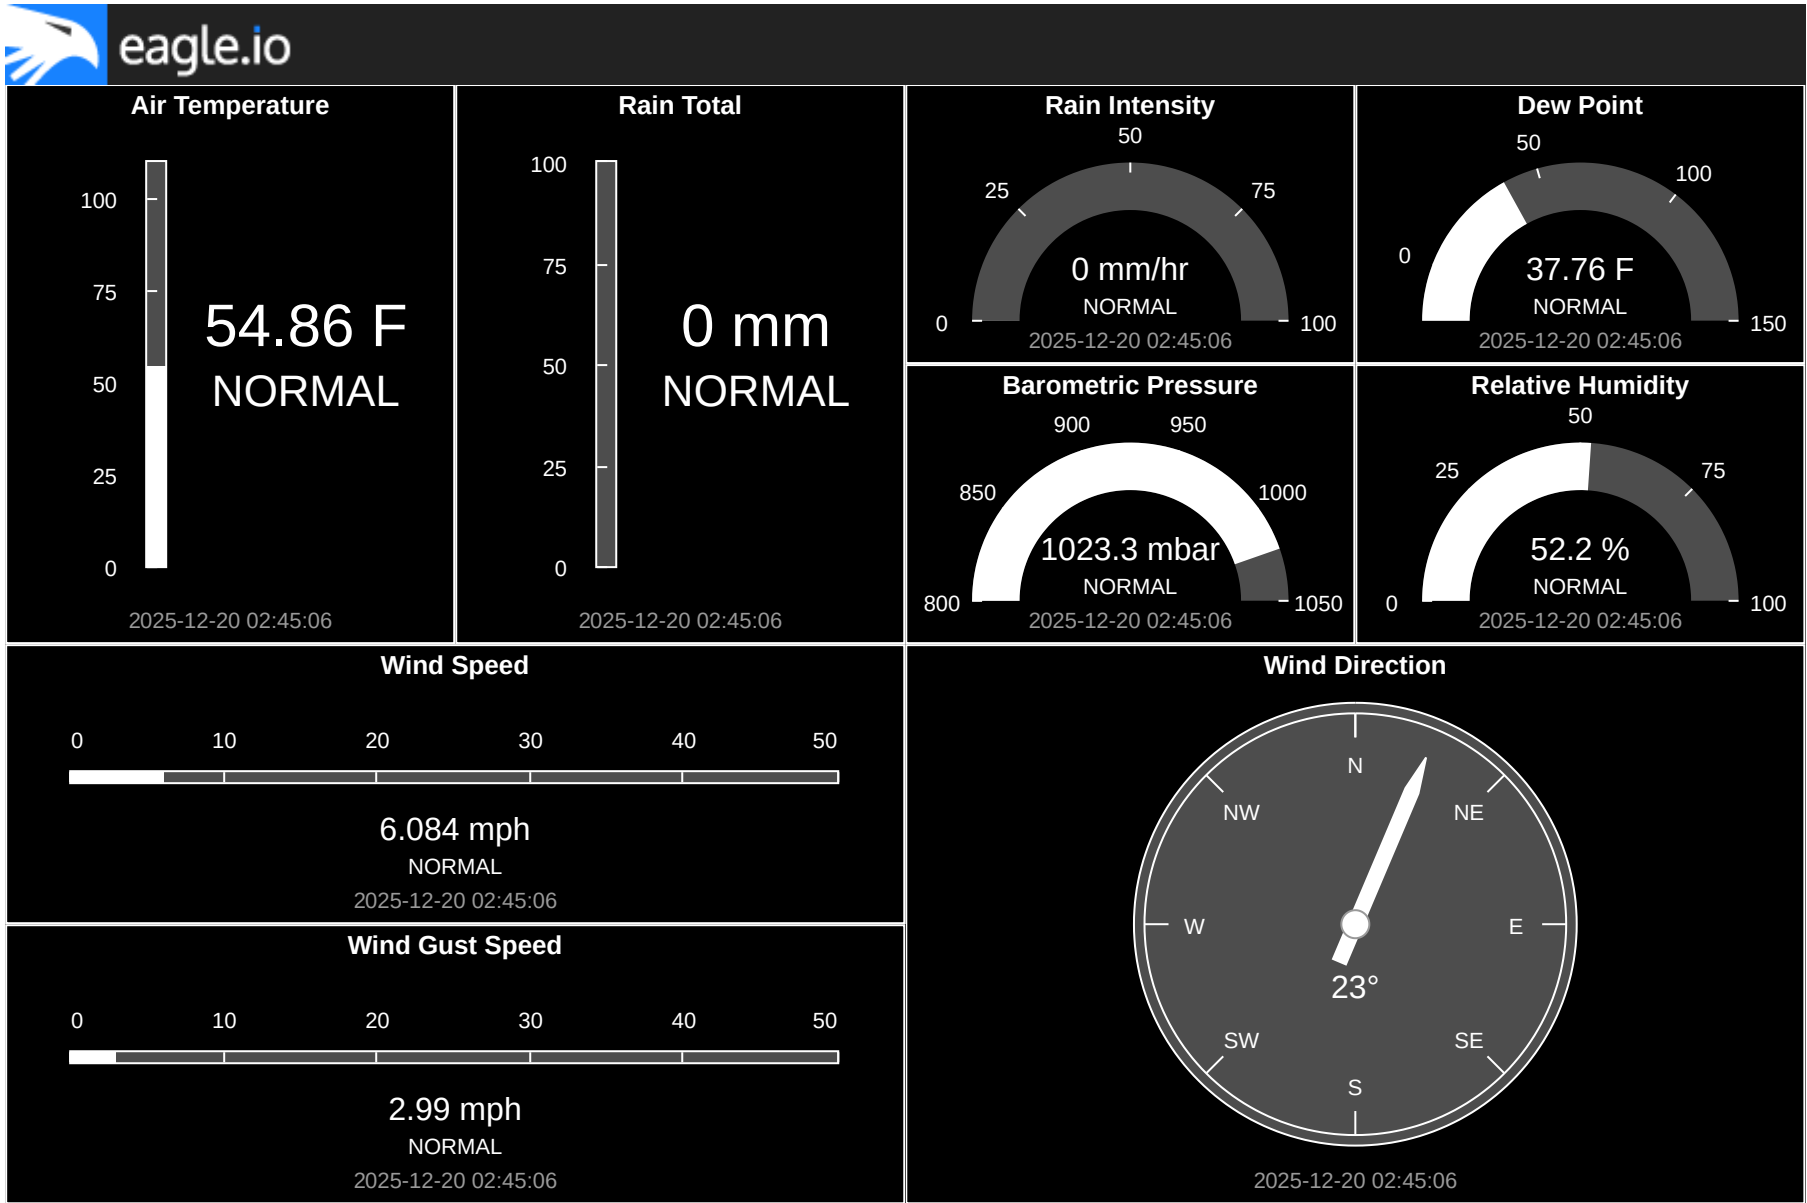 eagle.io
Air Temperature
100
75
50
25
0
54.86 F
NORMAL
2025-12-20 02:45:06
Rain Total
100
75
50
25
0
0 mm
NORMAL
2025-12-20 02:45:06
Rain Intensity
0
25
50
75
100
0 mm/hr
NORMAL
2025-12-20 02:45:06
Dew Point
0
50
100
150
37.76 F
NORMAL
2025-12-20 02:45:06
Barometric Pressure
800
850
900
950
1000
1050
1023.3 mbar
NORMAL
2025-12-20 02:45:06
Relative Humidity
0
25
50
75
100
52.2 %
NORMAL
2025-12-20 02:45:06
Wind Speed
0 10 20 30 40 50
6.084 mph
NORMAL
2025-12-20 02:45:06
Wind Gust Speed
0 10 20 30 40 50
2.99 mph
NORMAL
2025-12-20 02:45:06
Wind Direction
N
NW NE
W E
23°
SW SE
S
2025-12-20 02:45:06